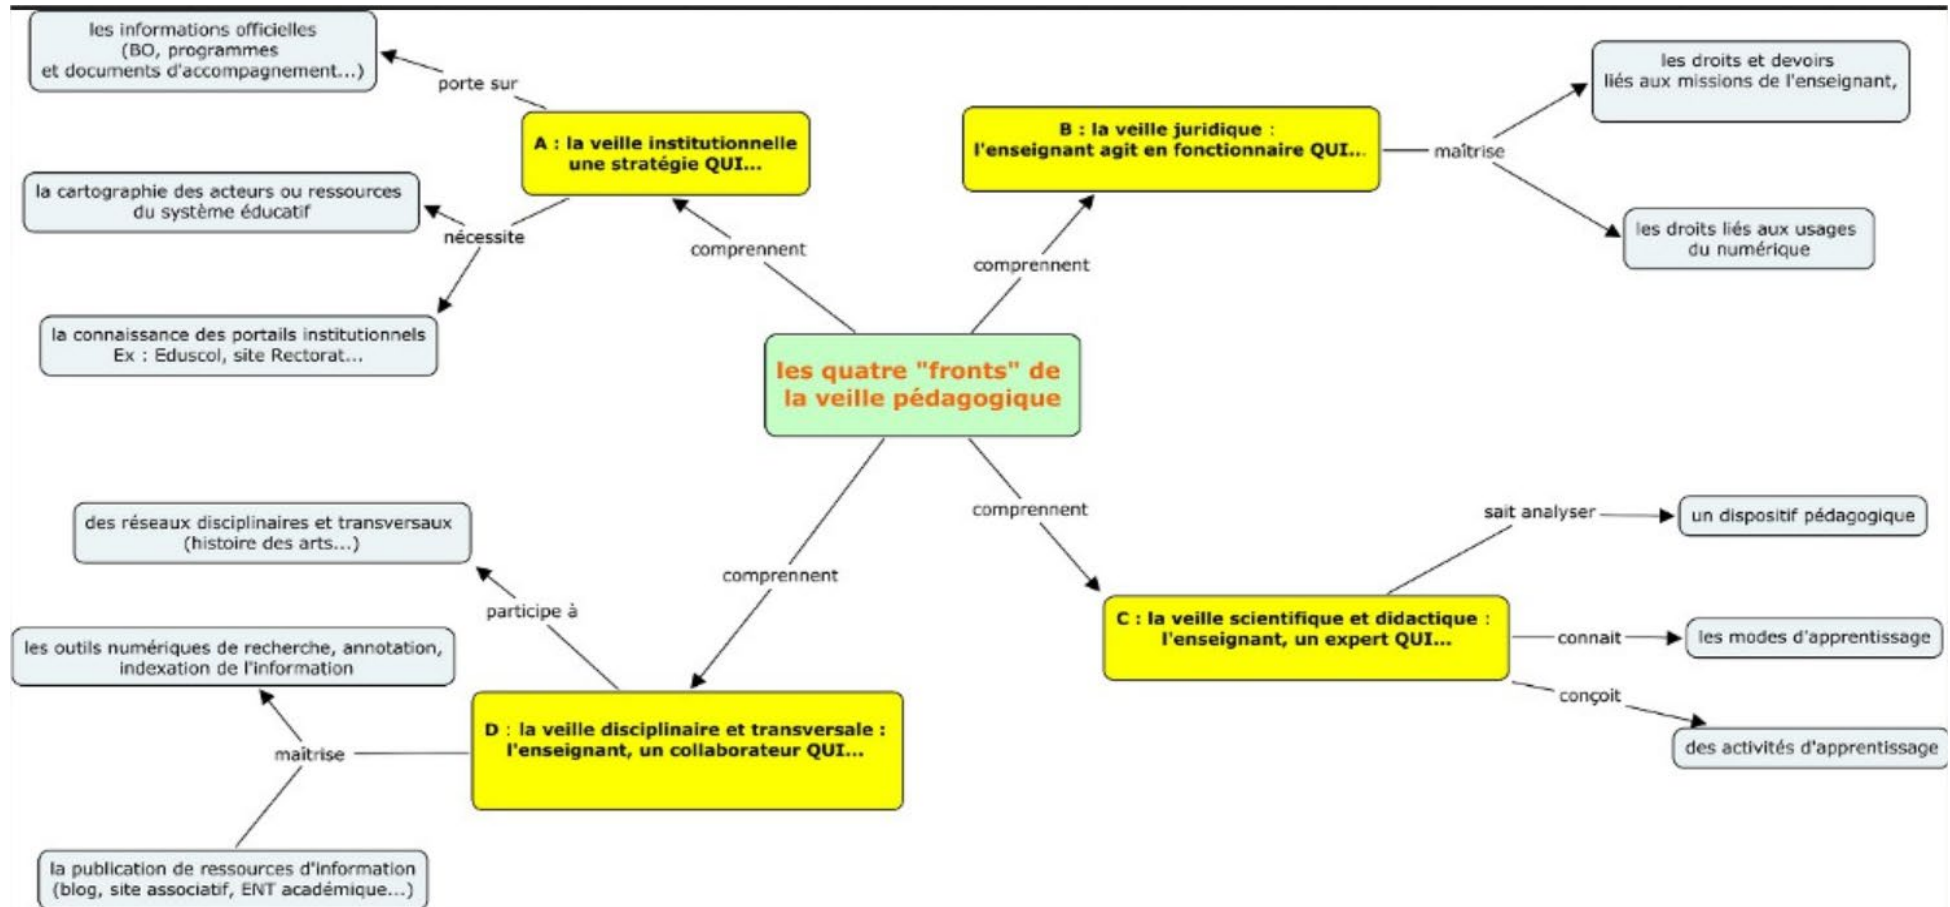 les informations officielles
(BO, programmes
et documents d'accompagnement...)
porte sur
A : la veille institutionnelle
une stratégie QUI...
la cartographie des acteurs ou ressources
du système éducatif
nécessite
la connaissance des portails institutionnels
Ex : Eduscol, site Rectorat...
comprennent
B : la veille juridique :
l'enseignant agit en fonctionnaire QUI...
maîtrise
les droits et devoirs
liés aux missions de l'enseignant,
les droits liés aux usages
du numérique
comprennent
les quatre "fronts" de
la veille pédagogique
comprennent
C : la veille scientifique et didactique :
l'enseignant, un expert QUI...
sait analyser
un dispositif pédagogique
connait
les modes d'apprentissage
conçoit
des activités d'apprentissage
comprennent
D : la veille disciplinaire et transversale :
l'enseignant, un collaborateur QUI...
participe à
des réseaux disciplinaires et transversaux
(histoire des arts...)
maîtrise
les outils numériques de recherche, annotation,
indexation de l'information
la publication de ressources d'information
(blog, site associatif, ENT académique...)